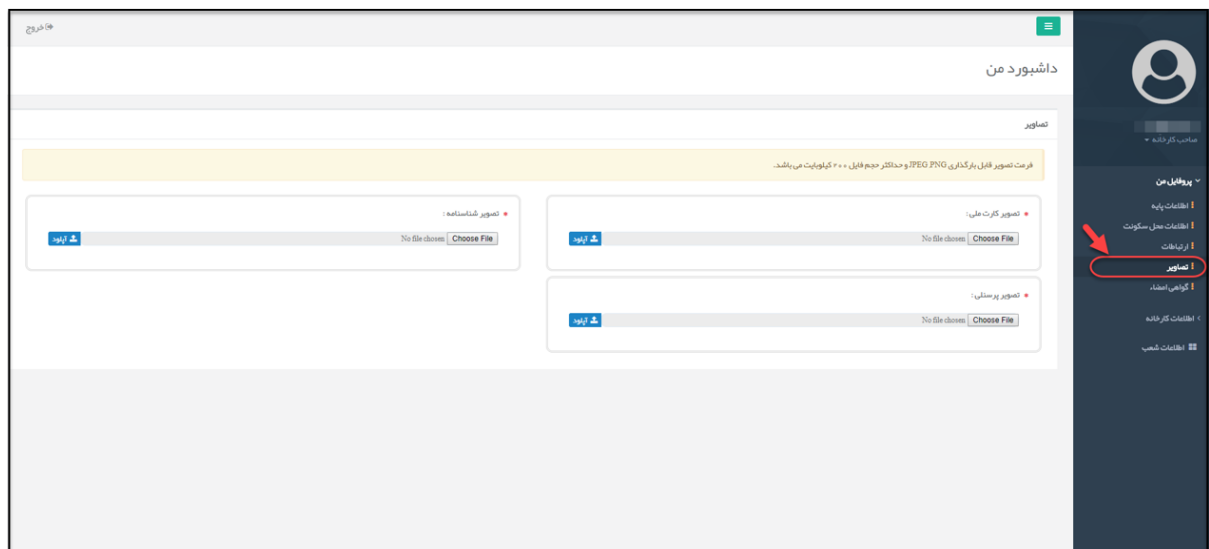 خروج
داشبورد من
تصاویر
فرمت تصویر قابل بارگذاری JPEG ,PNG و حداکثر حجم فایل ۲۰۰ کیلوبایت می باشد.
* تصویر کارت ملی :
Choose File No file chosen
آپلود
* تصویر شناسنامه :
Choose File No file chosen
آپلود
* تصویر پرسنلی :
Choose File No file chosen
آپلود
صاحب کارخانه
پروفایل من
اطلاعات پایه
اطلاعات محل سکونت
ارتباطات
تصاویر
گواهی امضاء
اطلاعات کارخانه
اطلاعات شعب